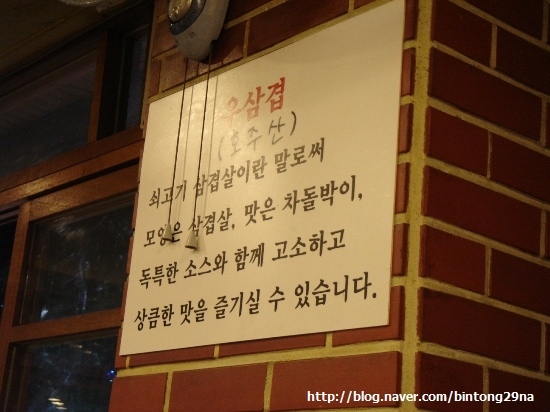 우삼겹
(호주산)
쇠고기 삼겹살이란 말로써
모양은 삼겹살, 맛은 차돌박이,
독특한 소스와 함께 고소하고
상큼한 맛을 즐기실 수 있습니다.
http://blog.naver.com/bintong29na